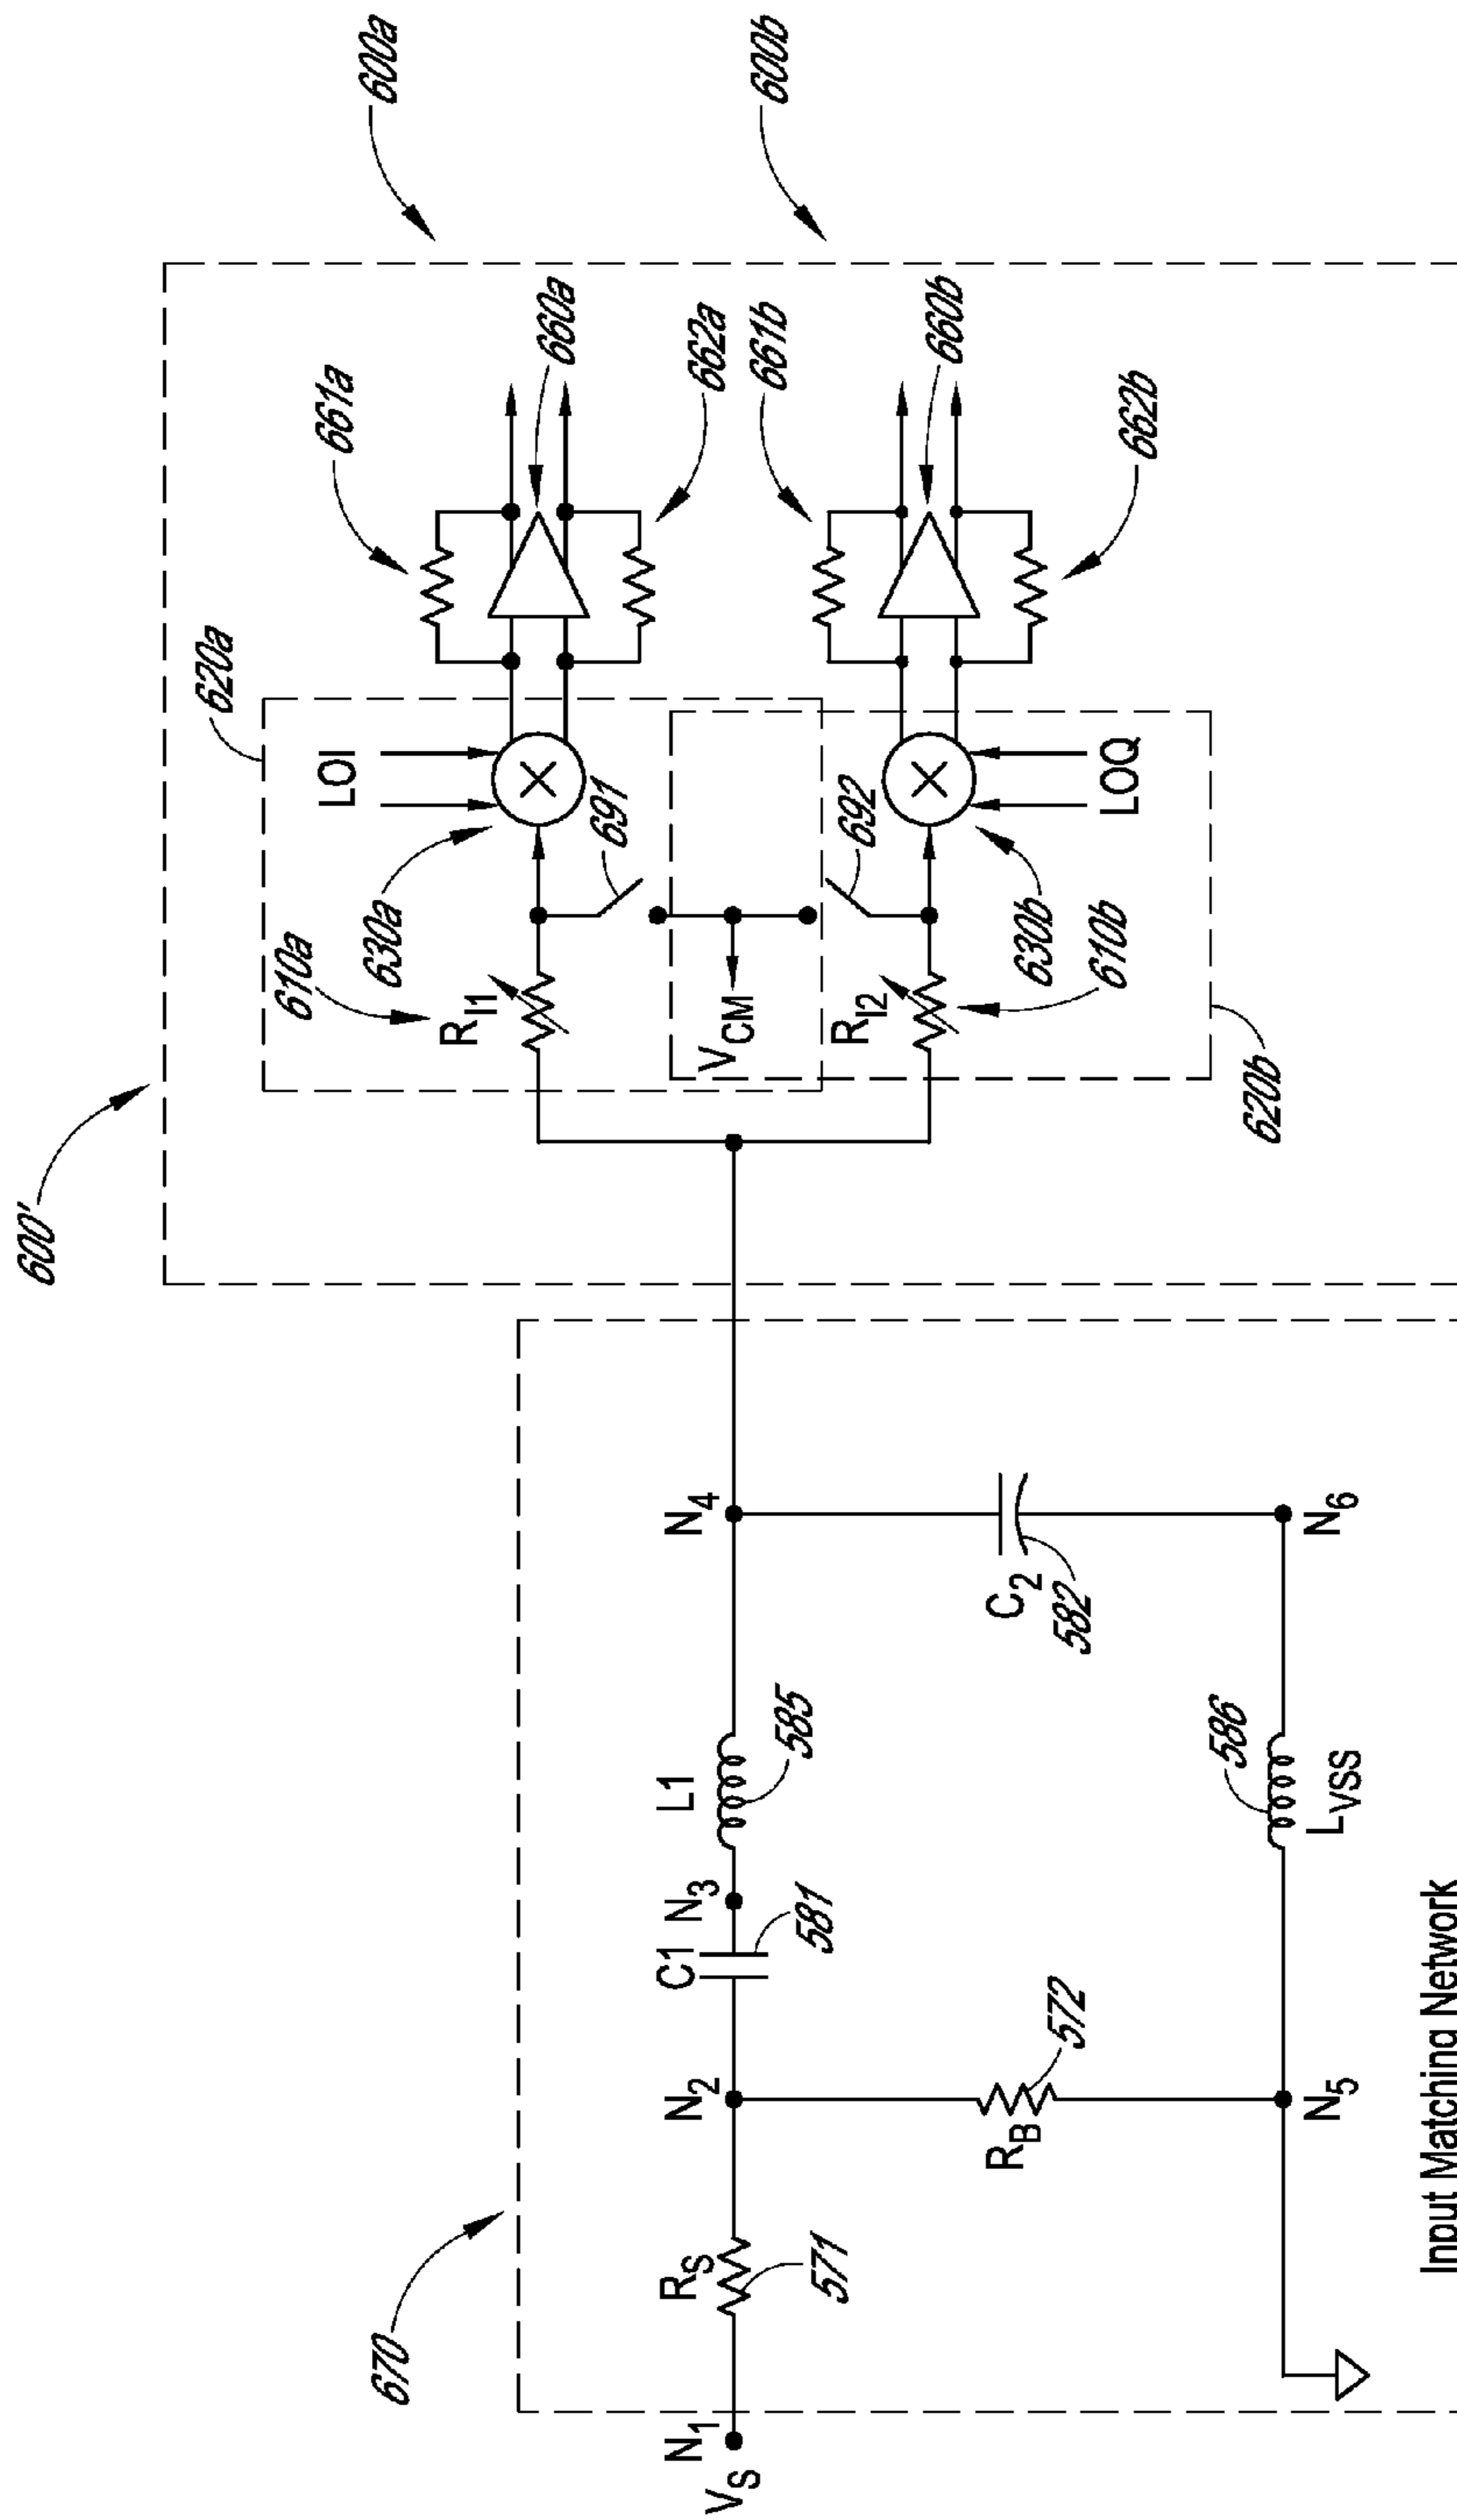 600'
600a
600b
620a
661a
660a
662a
661b
660b
662b
LOI
610a
630a
R_I1
691
V_CM
692
R_I2
LOQ
630b
610b
620b
670
V_S
N_1
R_S
571
N_2
C1
N_3
581
L1
585
N_4
R_B
572
C_2
582
586
L_VSS
N_5
N_6
Input Matching Network